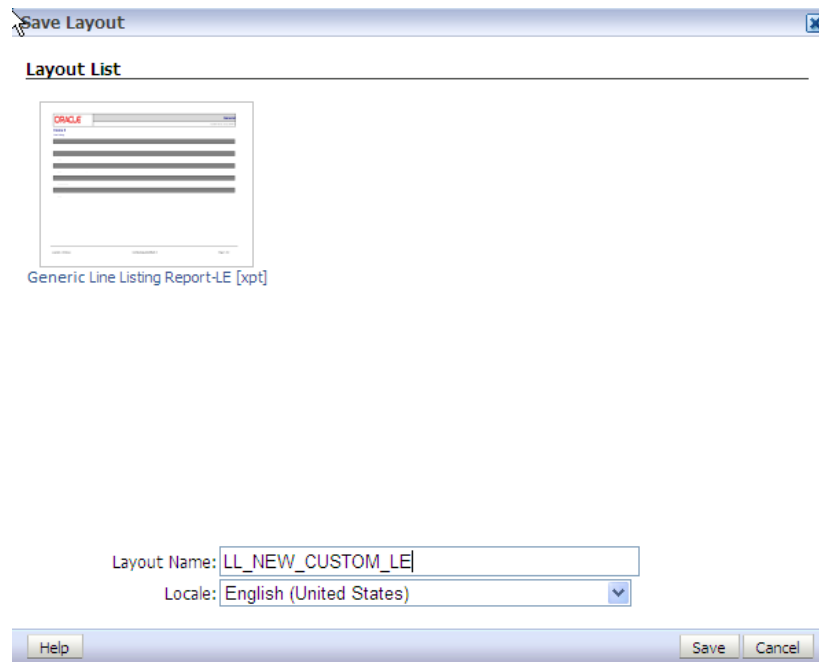 Save Layout
Layout List
ORACLE
Generic Line Listing Report-LE [xpt]
Layout Name: LL_NEW_CUSTOM_LE
Locale: English (United States)
Help Save Cancel